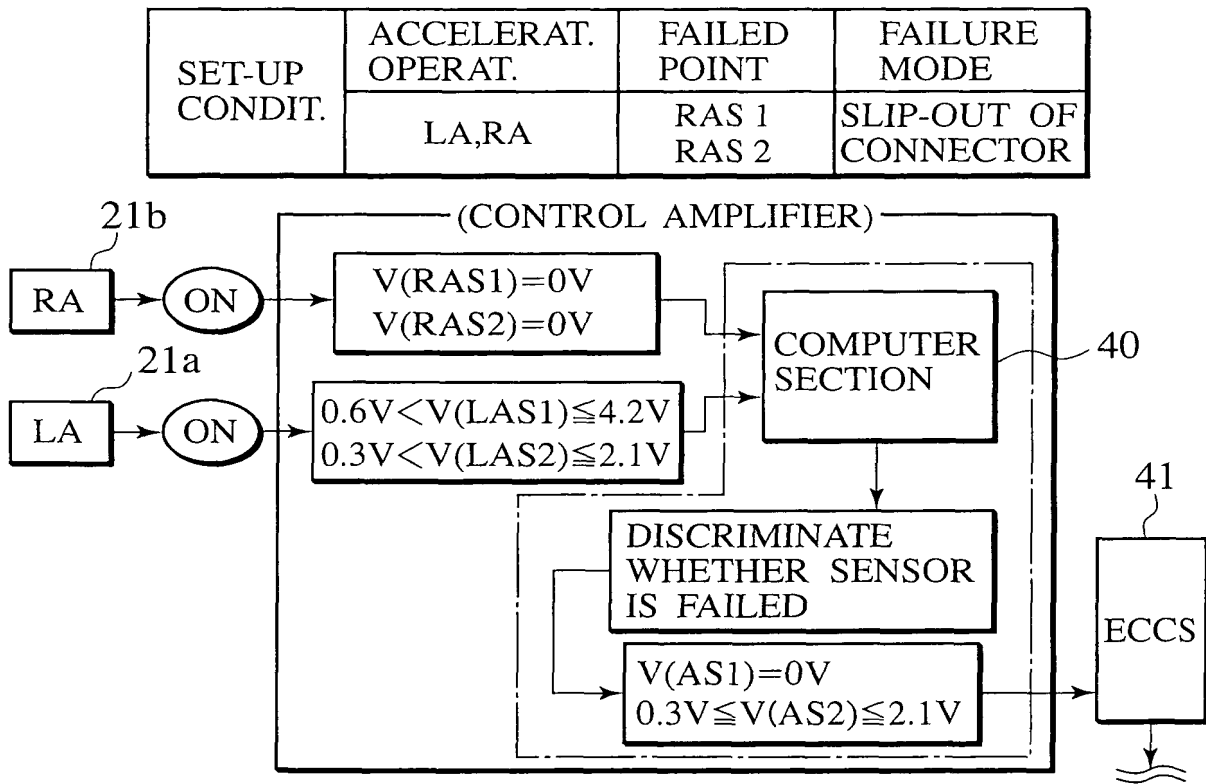 SET-UP
CONDIT.
ACCELERAT.
OPERAT.
FAILED
POINT
FAILURE
MODE
LA,RA
RAS 1
RAS 2
SLIP-OUT OF
CONNECTOR
(CONTROL AMPLIFIER)
21b
RA
ON
V(RAS1)=0V
V(RAS2)=0V
COMPUTER
SECTION
40
21a
LA
ON
0.6V<V(LAS1)≦4.2V
0.3V<V(LAS2)≦2.1V
DISCRIMINATE
WHETHER SENSOR
IS FAILED
41
ECCS
V(AS1)=0V
0.3V≦V(AS2)≦2.1V